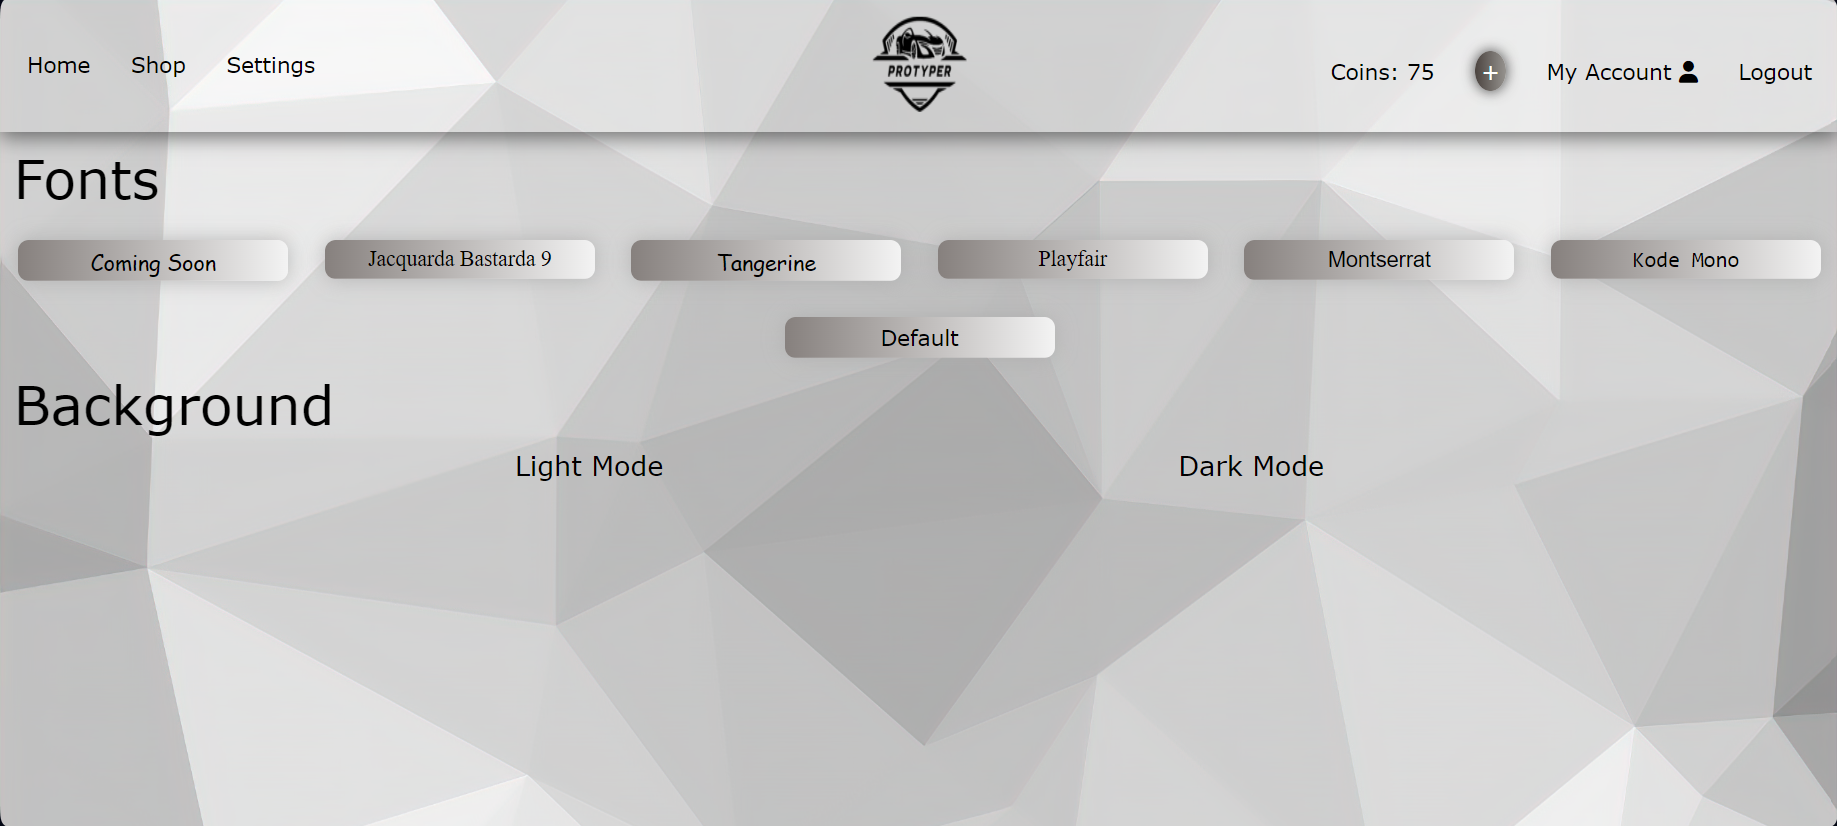 Home Shop Settings
PROTYPER
Coins: 75 + My Account Logout
Fonts
Coming Soon Jacquarda Bastarda 9 Tangerine Playfair Montserrat Kode Mono
Default
Background
Light Mode Dark Mode